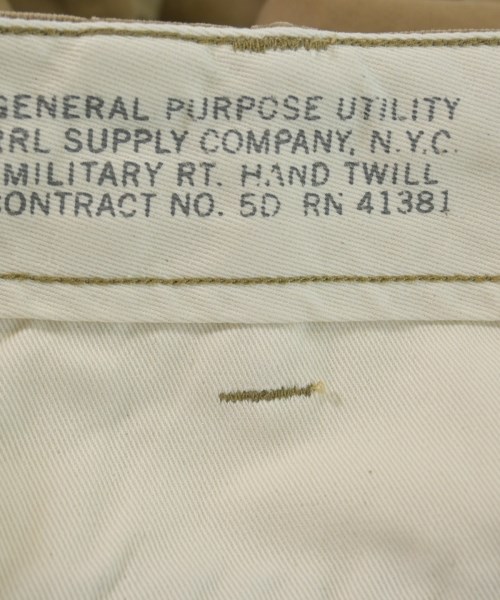 GENERAL PURPOSE UTILITY
RRL SUPPLY COMPANY, N.Y.C.
MILITARY RT. HAND TWILL
CONTRACT NO. 5D RN 41381